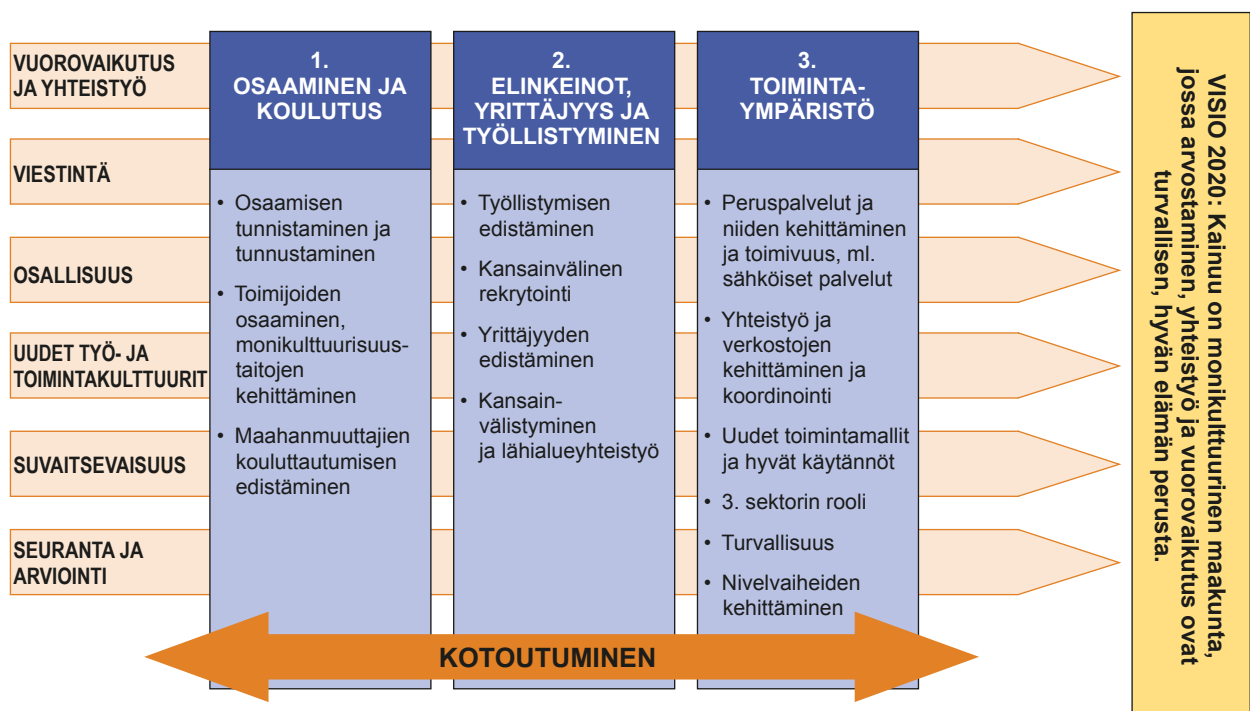 VUOROVAIKUTUS
JA YHTEISTYÖ
VIESTINTÄ
OSALLISUUS
UUDET TYÖ- JA
TOIMINTAKULTTUURIT
SUVAITSEVAISUUS
SEURANTA JA
ARVIOINTI
1.
OSAAMINEN JA
KOULUTUS
• Osaamisen
tunnistaminen ja
tunnustaminen
• Toimijoiden
osaaminen,
monikulttuurisuus-
taitojen
kehittäminen
• Maahanmuuttajien
kouluttautumisen
edistäminen
2.
ELINKEINOT,
YRITTÄJYYS JA
TYÖLLISTYMINEN
• Työllistymisen
edistäminen
• Kansainvälinen
rekrytointi
• Yrittäjyyden
edistäminen
• Kansain-
välistyminen
ja lähialueyhteistyö
3.
TOIMINTA-
YMPÄRISTÖ
• Peruspalvelut ja
niiden kehittäminen
ja toimivuus, ml.
sähköiset palvelut
• Yhteistyö ja
verkostojen
kehittäminen ja
koordinointi
• Uudet toimintamallit
ja hyvät käytännöt
• 3. sektorin rooli
• Turvallisuus
• Nivelvaiheiden
kehittäminen
KOTOUTUMINEN
VISIO 2020: Kainuu on monikulttuurinen maakunta,
jossa arvostaminen, yhteistyö ja vuorovaikutus ovat
turvallisen, hyvän elämän perusta.